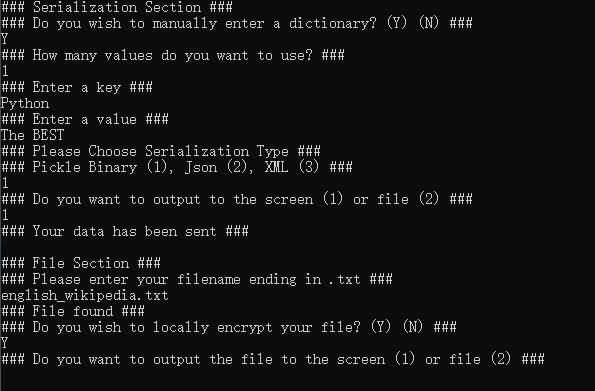 ### Serialization Section ###
### Do you wish to manually enter a dictionary? (Y) (N) ###
Y
### How many values do you want to use? ###
1
### Enter a key ###
Python
### Enter a value ###
The BEST
### Please Choose Serialization Type ###
### Pickle Binary (1), Json (2), XML (3) ###
1
### Do you want to output to the screen (1) or file (2) ###
1
### Your data has been sent ###

### File Section ###
### Please enter your filename ending in .txt ###
english_wikipedia.txt
### File found ###
### Do you wish to locally encrypt your file? (Y) (N) ###
Y
### Do you want to output the file to the screen (1) or file (2) ###